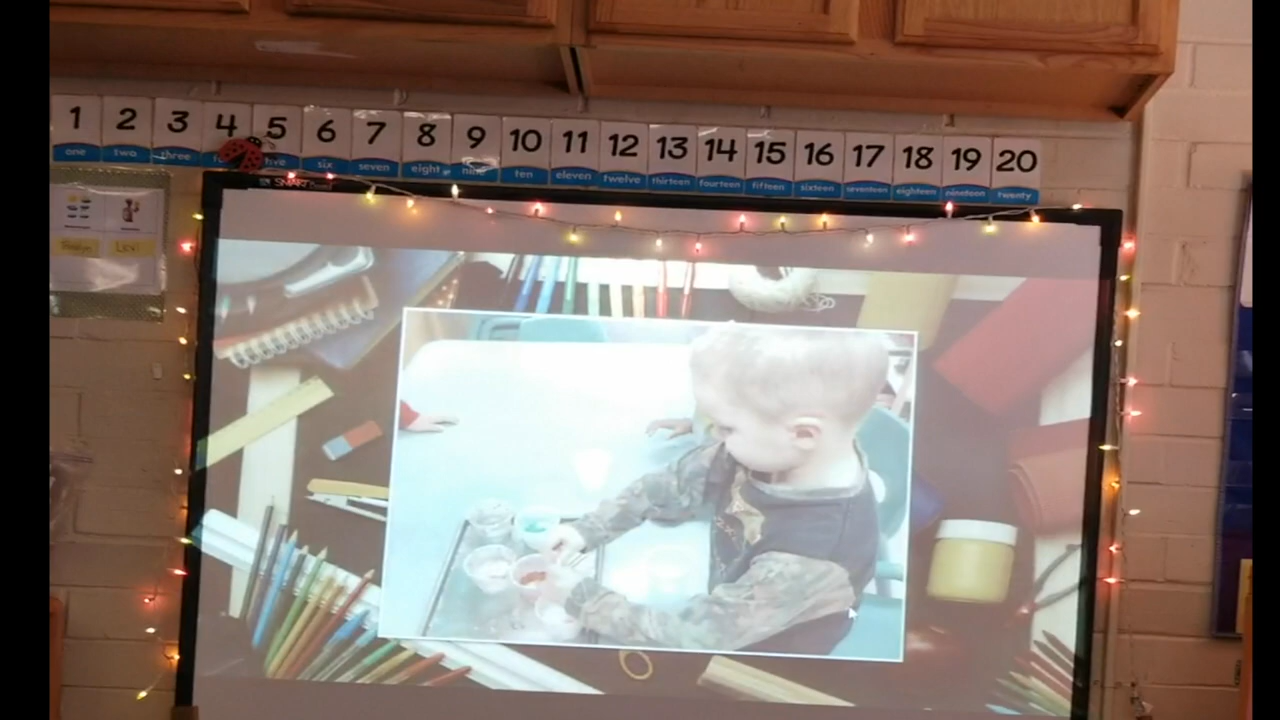 1 2 3 4 5 6 7 8 9 10 11 12 13 14 15 16 17 18 19 20
one two three five six seven eight nine ten eleven twelve thirteen fourteen fifteen sixteen seventeen eighteen nineteen twenty
SMART